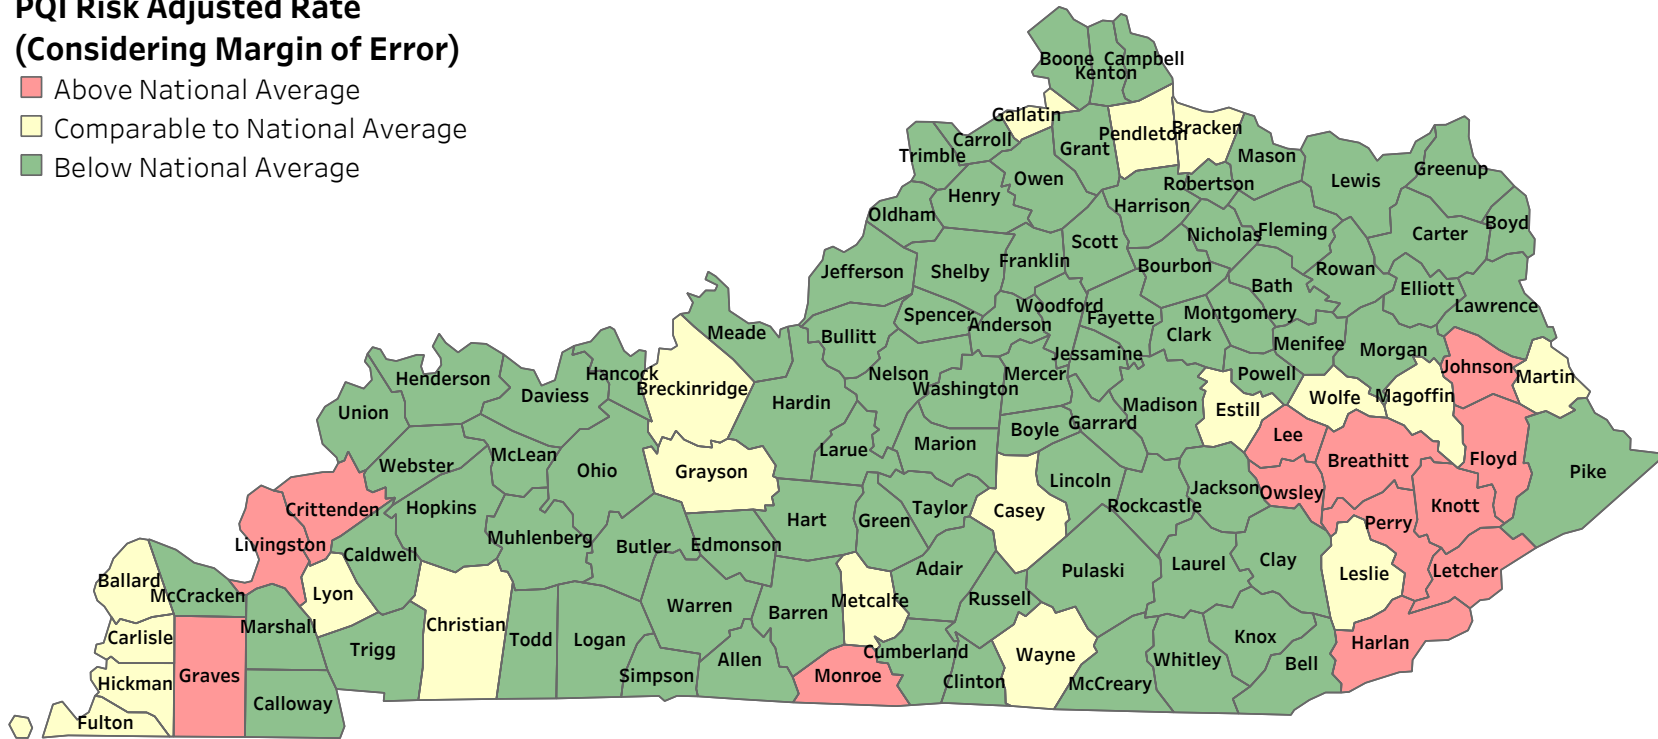 PQI Risk Adjusted Rate
(Considering Margin of Error)
Above National Average
Comparable to National Average
Below National Average
Boone
Campbell
Kenton
Gallatin
Pendleton
Bracken
Carroll
Grant
Trimble
Mason
Owen
Lewis
Greenup
Robertson
Henry
Harrison
Oldham
Boyd
Fleming
Nicholas
Carter
Scott
Franklin
Bourbon
Jefferson
Shelby
Rowan
Bath
Elliott
Woodford
Lawrence
Spencer
Montgomery
Fayette
Anderson
Meade
Bullitt
Clark
Menifee
Morgan
Jessamine
Johnson
Hancock
Nelson
Mercer
Powell
Martin
Henderson
Breckinridge
Washington
Daviess
Wolfe
Magoffin
Hardin
Madison
Estill
Union
Garrard
Boyle
Lee
Marion
Larue
McLean
Floyd
Breathitt
Webster
Ohio
Grayson
Pike
Lincoln
Jackson
Owsley
Knott
Rockcastle
Hopkins
Taylor
Crittenden
Casey
Hart
Green
Perry
Muhlenberg
Livingston
Butler
Edmonson
Caldwell
Clay
Laurel
Adair
Pulaski
Letcher
Leslie
Ballard
McCracken
Lyon
Russell
Metcalfe
Warren
Barren
Christian
Marshall
Carlisle
Knox
Todd
Logan
Harlan
Trigg
Cumberland
Wayne
Allen
Whitley
Bell
Graves
Simpson
Monroe
Clinton
Hickman
McCreary
Calloway
Fulton